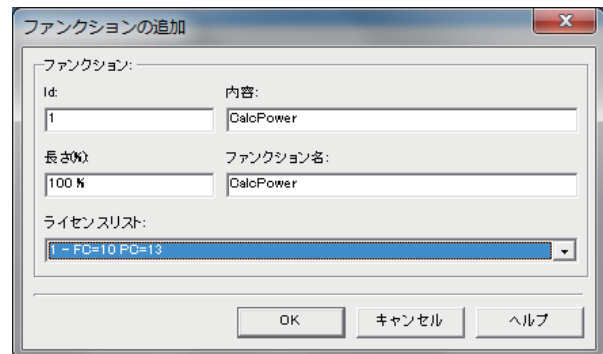 ファンクションの追加
ファンクション:
Id:
内容:
1
CalcPower
長さ(%):
ファンクション名:
100 %
CalcPower
ライセンスリスト:
1 - FC=10 PC=13
OK
キャンセル
ヘルプ